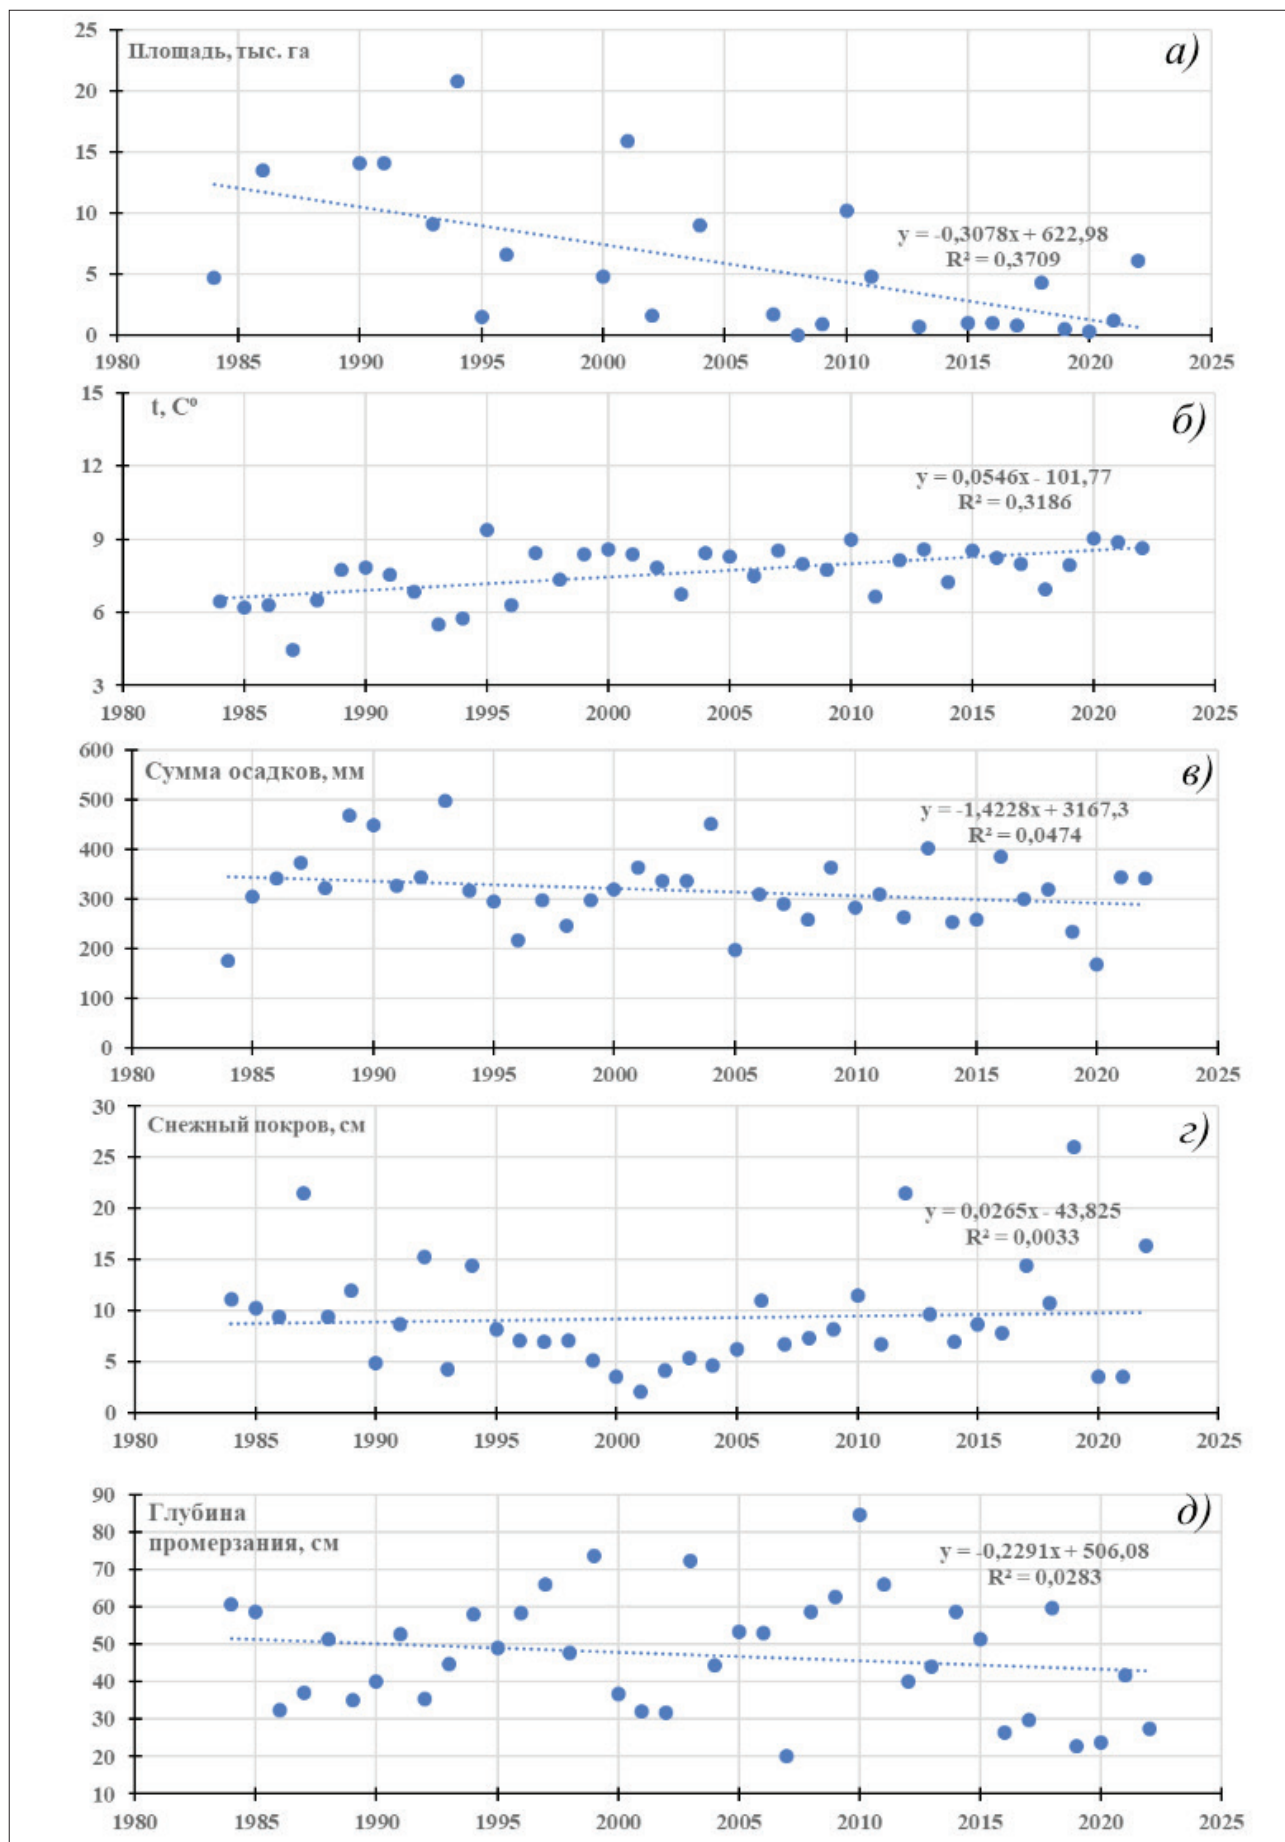 Площадь, тыс. га
а)
25
20
15
10
5
0
y = -0,3078x + 622,98
R² = 0,3709
1980 1985 1990 1995 2000 2005 2010 2015 2020 2025
t, Cº
б)
15
12
9
6
3
y = 0,0546x - 101,77
R² = 0,3186
1980 1985 1990 1995 2000 2005 2010 2015 2020 2025
Сумма осадков, мм
в)
600
500
400
300
200
100
0
y = -1,4228x + 3167,3
R² = 0,0474
1980 1985 1990 1995 2000 2005 2010 2015 2020 2025
Снежный покров, см
г)
30
25
20
15
10
5
0
y = 0,0265x - 43,825
R² = 0,0033
1980 1985 1990 1995 2000 2005 2010 2015 2020 2025
Глубина
промерзания, см
д)
90
80
70
60
50
40
30
20
10
y = -0,2291x + 506,08
R² = 0,0283
1980 1985 1990 1995 2000 2005 2010 2015 2020 2025